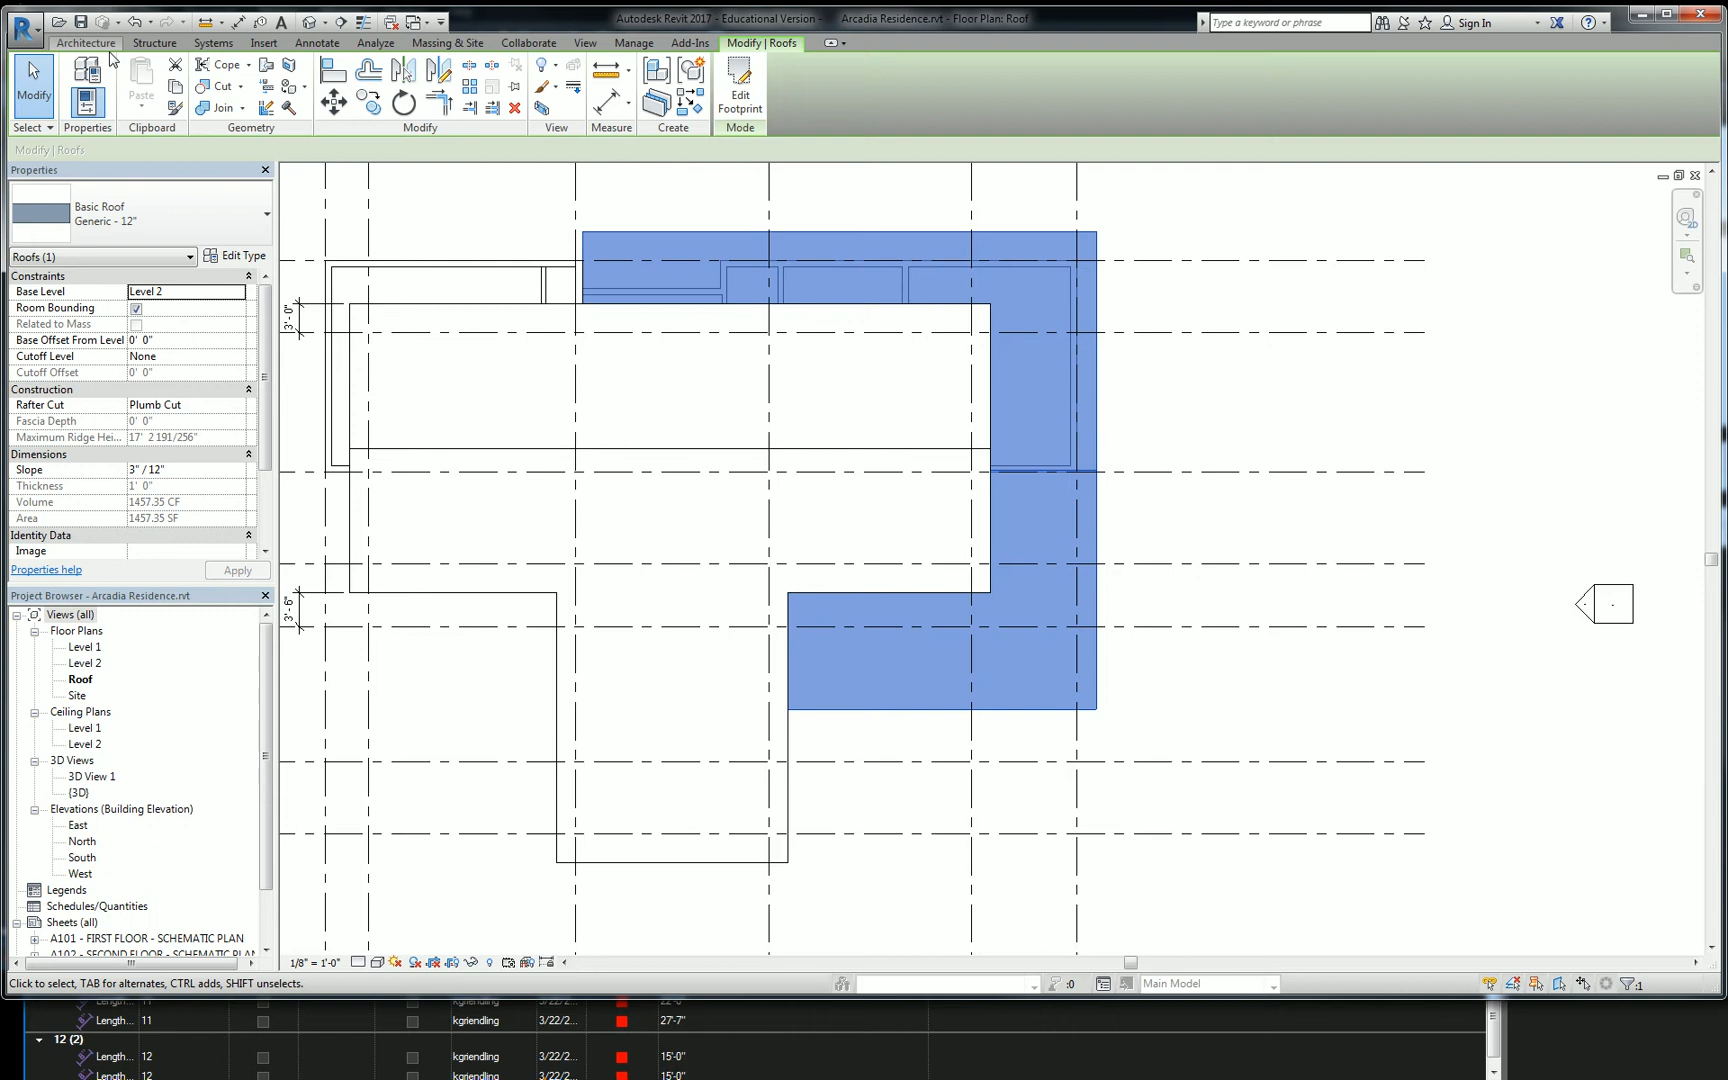 Autodesk Revit 2017 - Educational Version - Arcadia Residence.rvt - Floor Plan: Roof
Type a keyword or phrase
Sign In
Architecture Structure Systems Insert Annotate Analyze Massing & Site Collaborate View Manage Add-Ins Modify | Roofs
Modify
Paste
Cope
Cut
Join
Edit
Footprint
Select Properties Clipboard Geometry Modify View Measure Create Mode
Modify | Roofs
Properties
Basic Roof
Generic - 12"
Roofs (1)
Edit Type
Constraints
Base Level Level 2
Room Bounding
Related to Mass
Base Offset From Level 0' 0"
Cutoff Level None
Cutoff Offset 0' 0"
Construction
Rafter Cut Plumb Cut
Fascia Depth 0' 0"
Maximum Ridge Hei... 17' 2 191/256"
Dimensions
Slope 3" / 12"
Thickness 1' 0"
Volume 1457.35 CF
Area 1457.35 SF
Identity Data
Image
Properties help
Apply
Project Browser - Arcadia Residence.rvt
Views (all)
Floor Plans
Level 1
Level 2
Roof
Site
Ceiling Plans
Level 1
Level 2
3D Views
3D View 1
{3D}
Elevations (Building Elevation)
East
North
South
West
Legends
Schedules/Quantities
Sheets (all)
A101 - FIRST FLOOR - SCHEMATIC PLAN
A102 - SECOND FLOOR - SCHEMATIC PLAN
3' - 0"
3' - 6"
2D
1/8" = 1'-0"
Click to select, TAB for alternates, CTRL adds, SHIFT unselects.
:0
Main Model
:1
Length... 11 22'-0"
Length... 11 kgriendling 3/22/2... 27'-7"
12 (2)
Length... 12 kgriendling 3/22/2... 15'-0"
Length... 12 kgriendling 3/22/2... 15'-0"